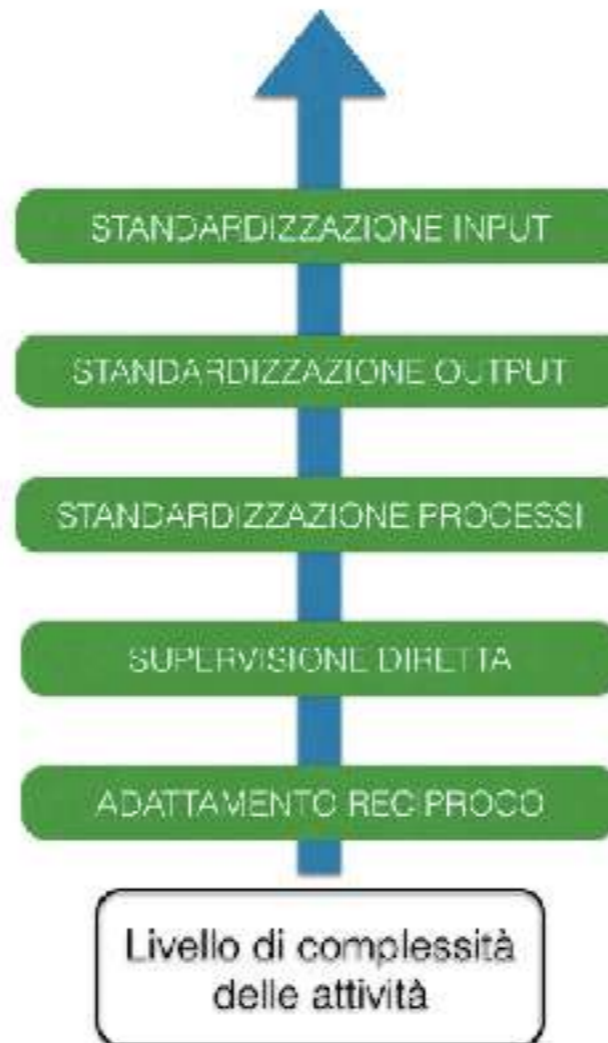 STANDARDIZZAZIONE INPUT
STANDARDIZZAZIONE OUTPUT
STANDARDIZZAZIONE PROCESSI
SUPERVISIONE DIRETTA
ADATTAMENTO RECIPROCO
Livello di complessità
delle attività